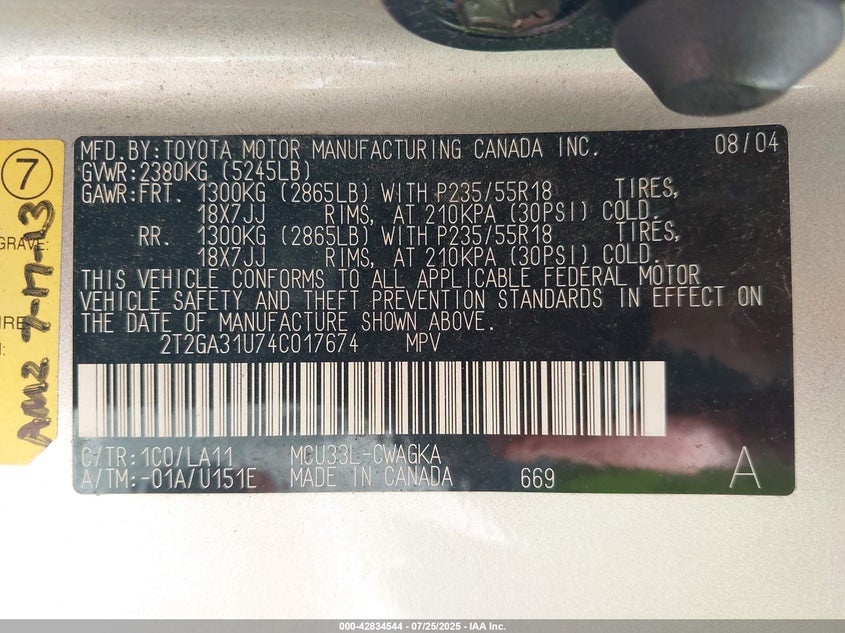 7
GRAVE:
AM2 7-17-13
MFD.BY:TOYOTA MOTOR MANUFACTURING CANADA INC. 08/04
GVWR:2380KG (5245LB)
GAWR:FRT. 1300KG (2865LB) WITH P235/55R18 TIRES,
18X7JJ RIMS, AT 210KPA (30PSI) COLD.
RR. 1300KG (2865LB) WITH P235/55R18 TIRES,
18X7JJ RIMS, AT 210KPA (30PSI) COLD.
THIS VEHICLE CONFORMS TO ALL APPLICABLE FEDERAL MOTOR
VEHICLE SAFETY AND THEFT PREVENTION STANDARDS IN EFFECT ON
THE DATE OF MANUFACTURE SHOWN ABOVE.
2T2GA31U74C017674 MPV
C/TR:1C0/LA11 MCU33L-CWAGKA
A/TM:-01A/U151E MADE IN CANADA 669 A
000-42834544 - 07/25/2025 - IAA Inc.